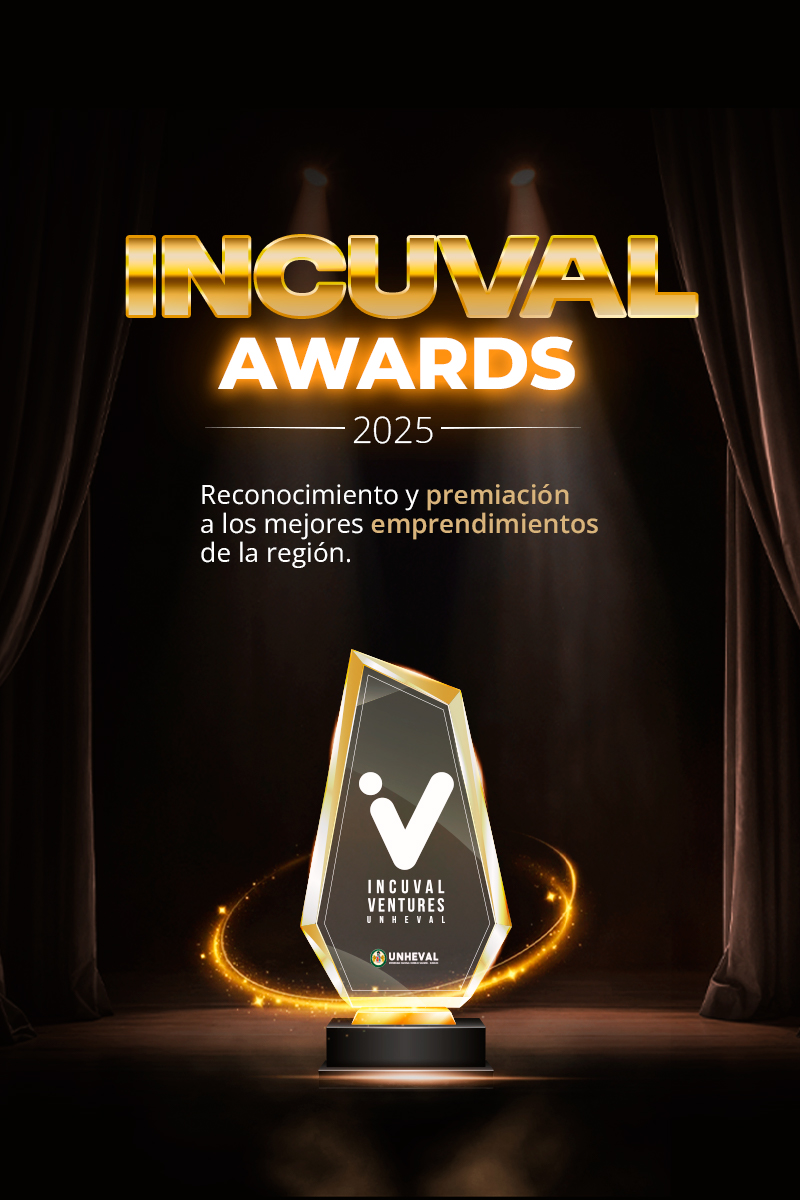 INCUVAL
AWARDS
2025
Reconocimiento y premiación
a los mejores emprendimientos
de la región.
INCUVAL
VENTURES
UNHEVAL
UNHEVAL